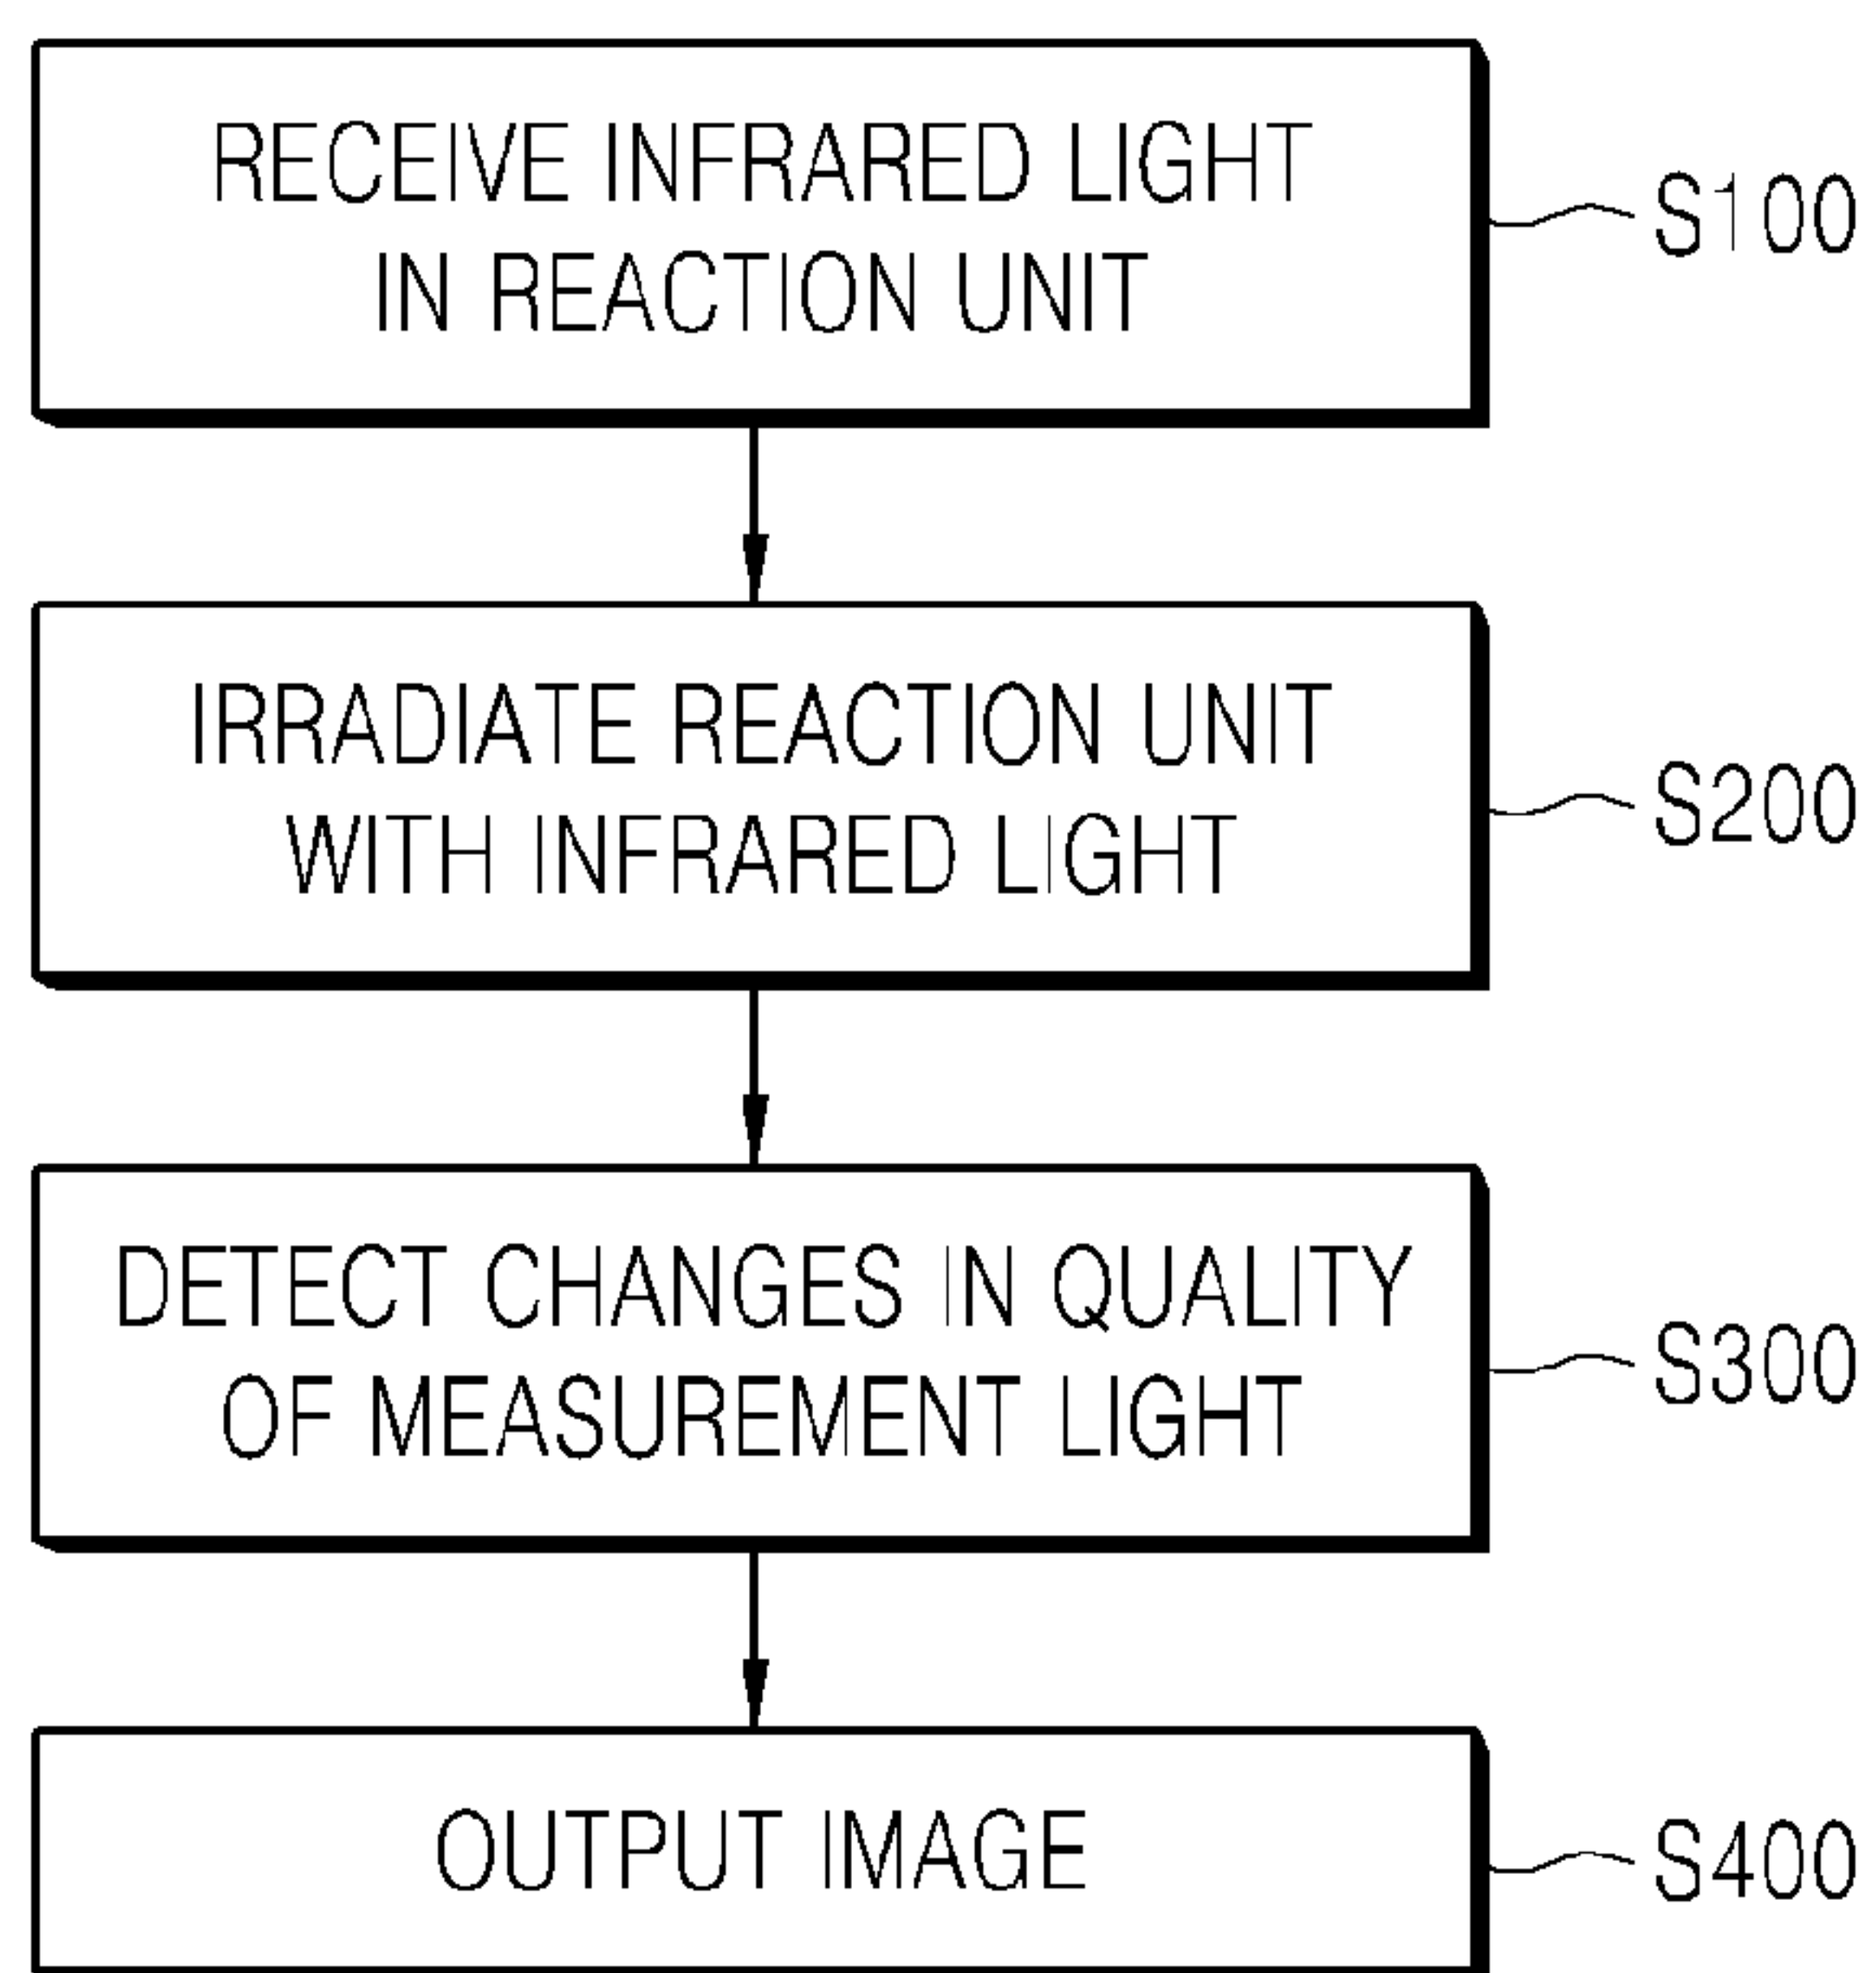 RECEIVE INFRARED LIGHT
IN REACTION UNIT
S100
IRRADIATE REACTION UNIT
WITH INFRARED LIGHT
S200
DETECT CHANGES IN QUALITY
OF MEASUREMENT LIGHT
S300
OUTPUT IMAGE
S400